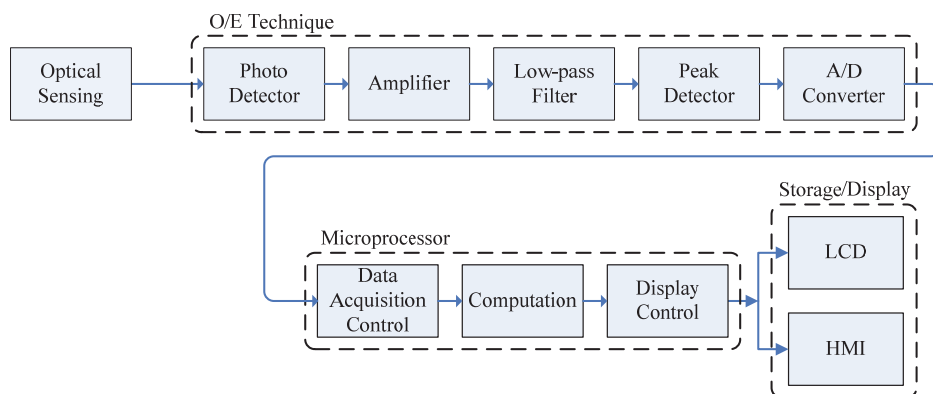 O/E Technique
Optical
Sensing
Photo
Detector
Amplifier
Low-pass
Filter
Peak
Detector
A/D
Converter
Storage/Display
Microprocessor
Data
Acquisition
Control
Computation
Display
Control
LCD
HMI